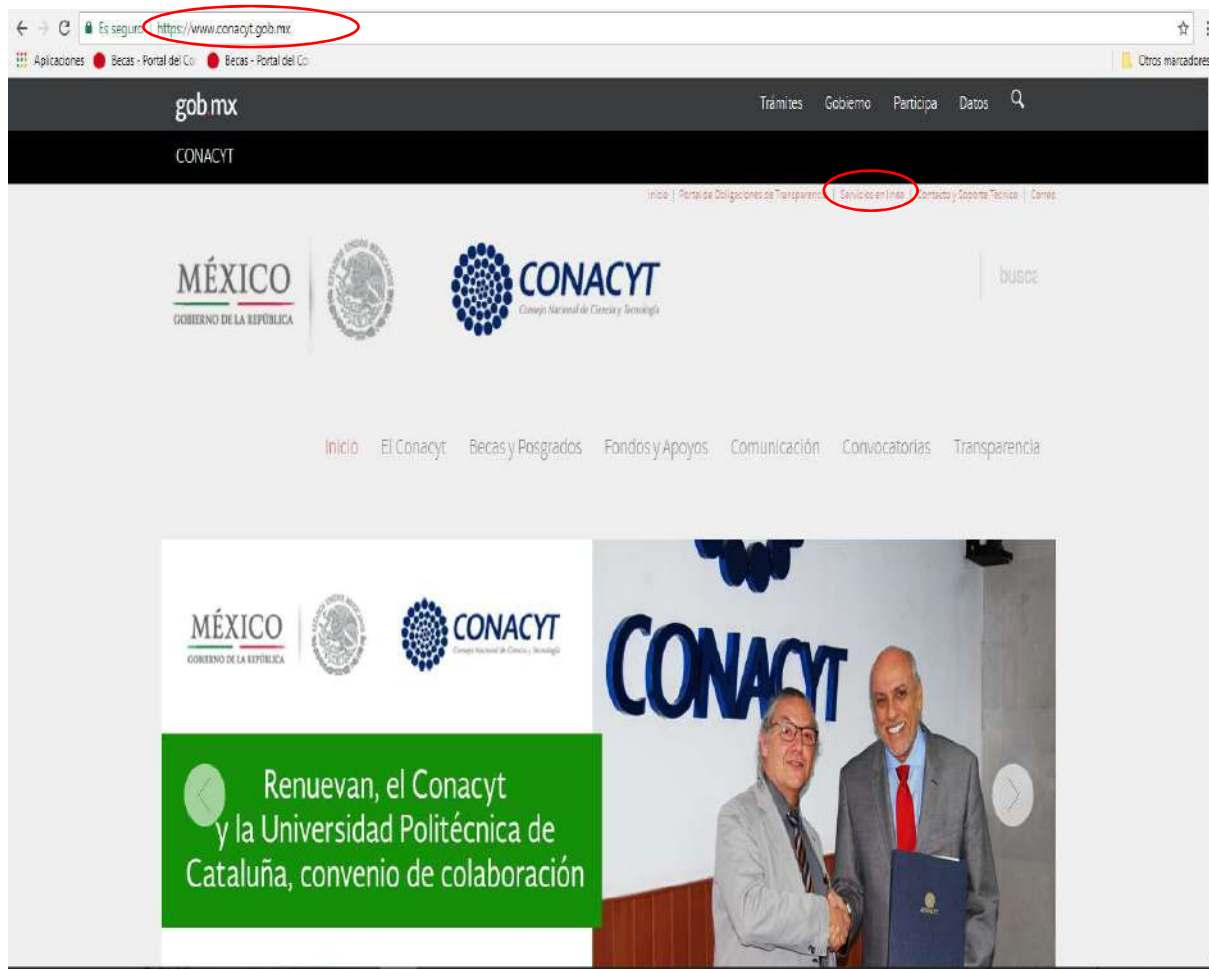 Es seguro | https://www.conacyt.gob.mx
Aplicaciones Becas - Portal del Co Becas - Portal del Co Otros marcadores
gob.mx Trámites Gobierno Participa Datos
CONACYT
Inicio | Portal de Obligaciones de Transparencia | Servicios en línea | Contacto y Soporte Técnico | Correo
MÉXICO
GOBIERNO DE LA REPÚBLICA
CONACYT
Consejo Nacional de Ciencia y Tecnología
busca
Inicio El Conacyt Becas y Posgrados Fondos y Apoyos Comunicación Convocatorias Transparencia
MÉXICO
GOBIERNO DE LA REPÚBLICA
CONACYT
Consejo Nacional de Ciencia y Tecnología
CONACYT
Renuevan, el Conacyt
y la Universidad Politécnica de
Cataluña, convenio de colaboración